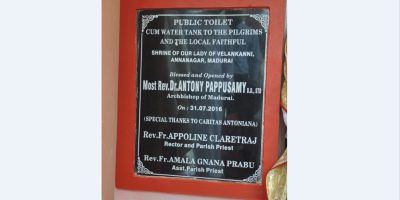 PUBLIC TOILET
CUM WATER TANK TO THE PILGRIMS
AND THE LOCAL FAITHFUL
SHRINE OF OUR LADY OF VELANKANNI,
ANNANAGAR, MADURAI
Blessed and Opened by
Most Rev.Dr.ANTONY PAPPUSAMY D.D., STD
Archbishop of Madurai.
On : 31.07.2016
(SPECIAL THANKS TO CARITAS ANTONIANA)
Rev.Fr.APPOLINE CLARETRAJ
Rector and Parish Priest
Rev.Fr.AMALA GNANA PRABU
Asst.Parish Priest